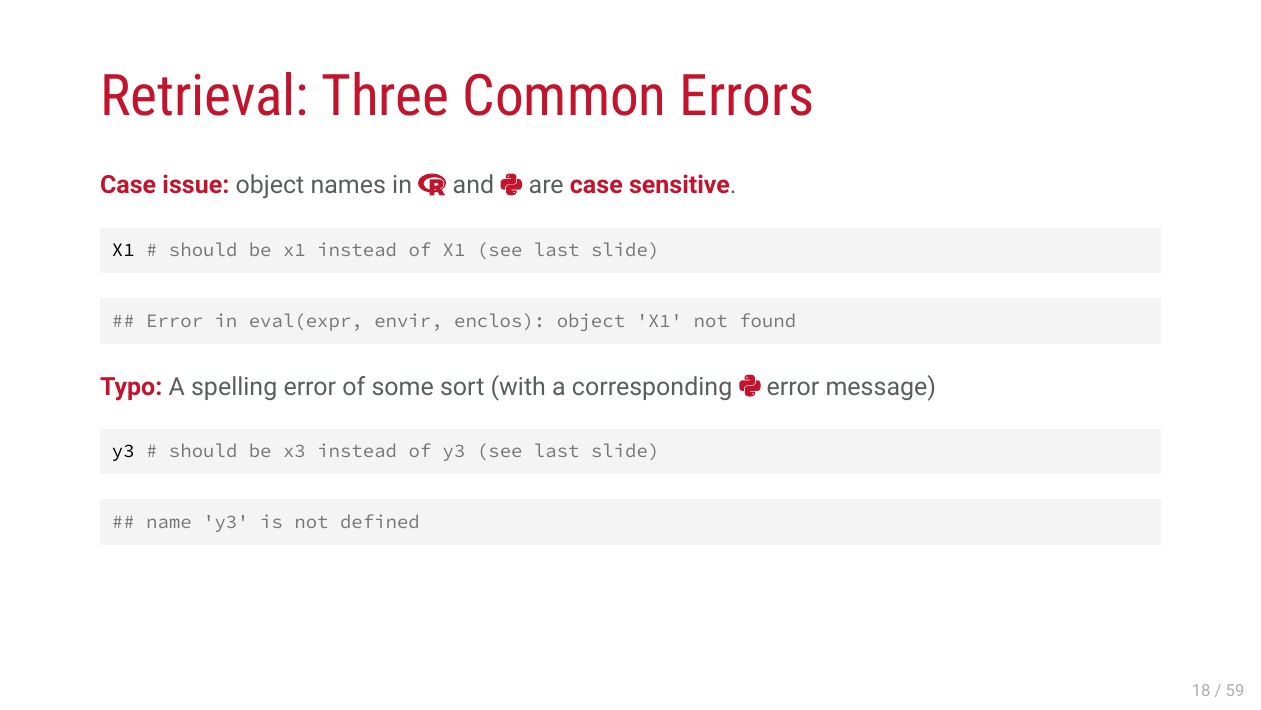 Retrieval: Three Common Errors
Case issue: object names in and are case sensitive.
X1 # should be x1 instead of X1 (see last slide)
## Error in eval(expr, envir, enclos): object 'X1' not found
Typo: A spelling error of some sort (with a corresponding error message)
y3 # should be x3 instead of y3 (see last slide)
## name 'y3' is not defined
18 / 59